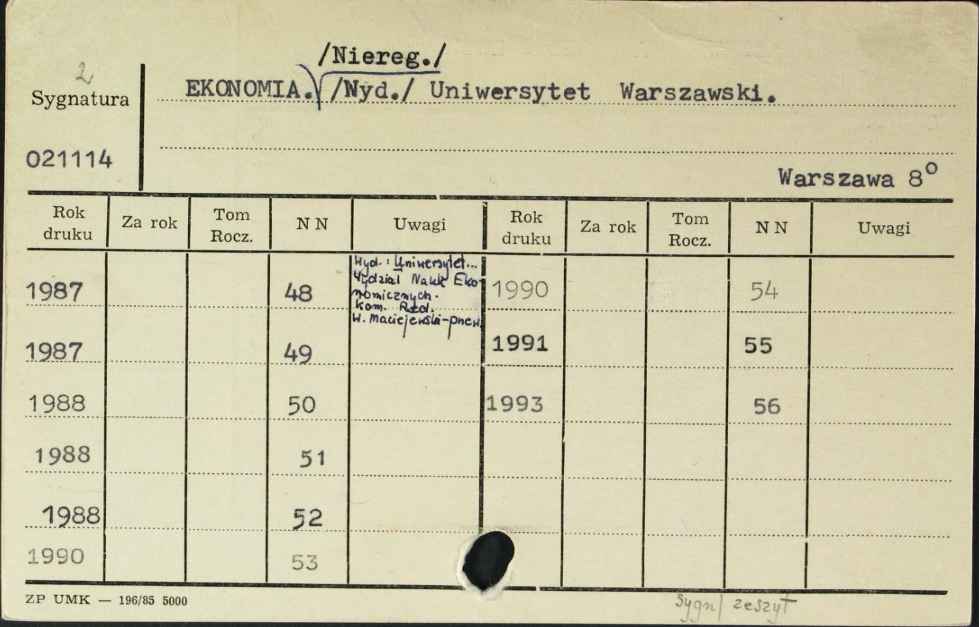 /Niereg./
2
Sygnatura
EKONOMIA. /Wyd./ Uniwersytet Warszawski.
021114
Warszawa 8°
Rok druku Za rok Tom Rocz. N N Uwagi Rok druku Za rok Tom Rocz. N N Uwagi
Wyd.: Uniwersytet...
Wydział Nauk Eko-
nomicznych.
Kom. Red.
W. Maciejewski-przew.
1987 48 1990 54
1987 49 1991 55
1988 50 1993 56
1988 51
1988 52
1990 53
ZP UMK — 196/85 5000
sygn/ zeszyt